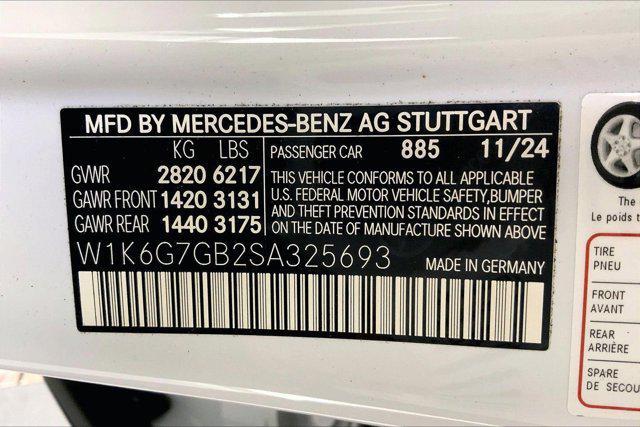 MFD BY MERCEDES-BENZ AG STUTTGART
KG LBS
PASSENGER CAR 885 11/24
GVWR 2820 6217
GAWR FRONT 1420 3131
GAWR REAR 1440 3175
THIS VEHICLE CONFORMS TO ALL APPLICABLE
U.S. FEDERAL MOTOR VEHICLE SAFETY,BUMPER
AND THEFT PREVENTION STANDARDS IN EFFECT
ON THE DATE OF MANUFACTURE SHOWN ABOVE
W1K6G7GB2SA325693
MADE IN GERMANY
The
Le poids
TIRE
PNEU
FRONT
AVANT
REAR
ARRIÈRE
SPARE
DE